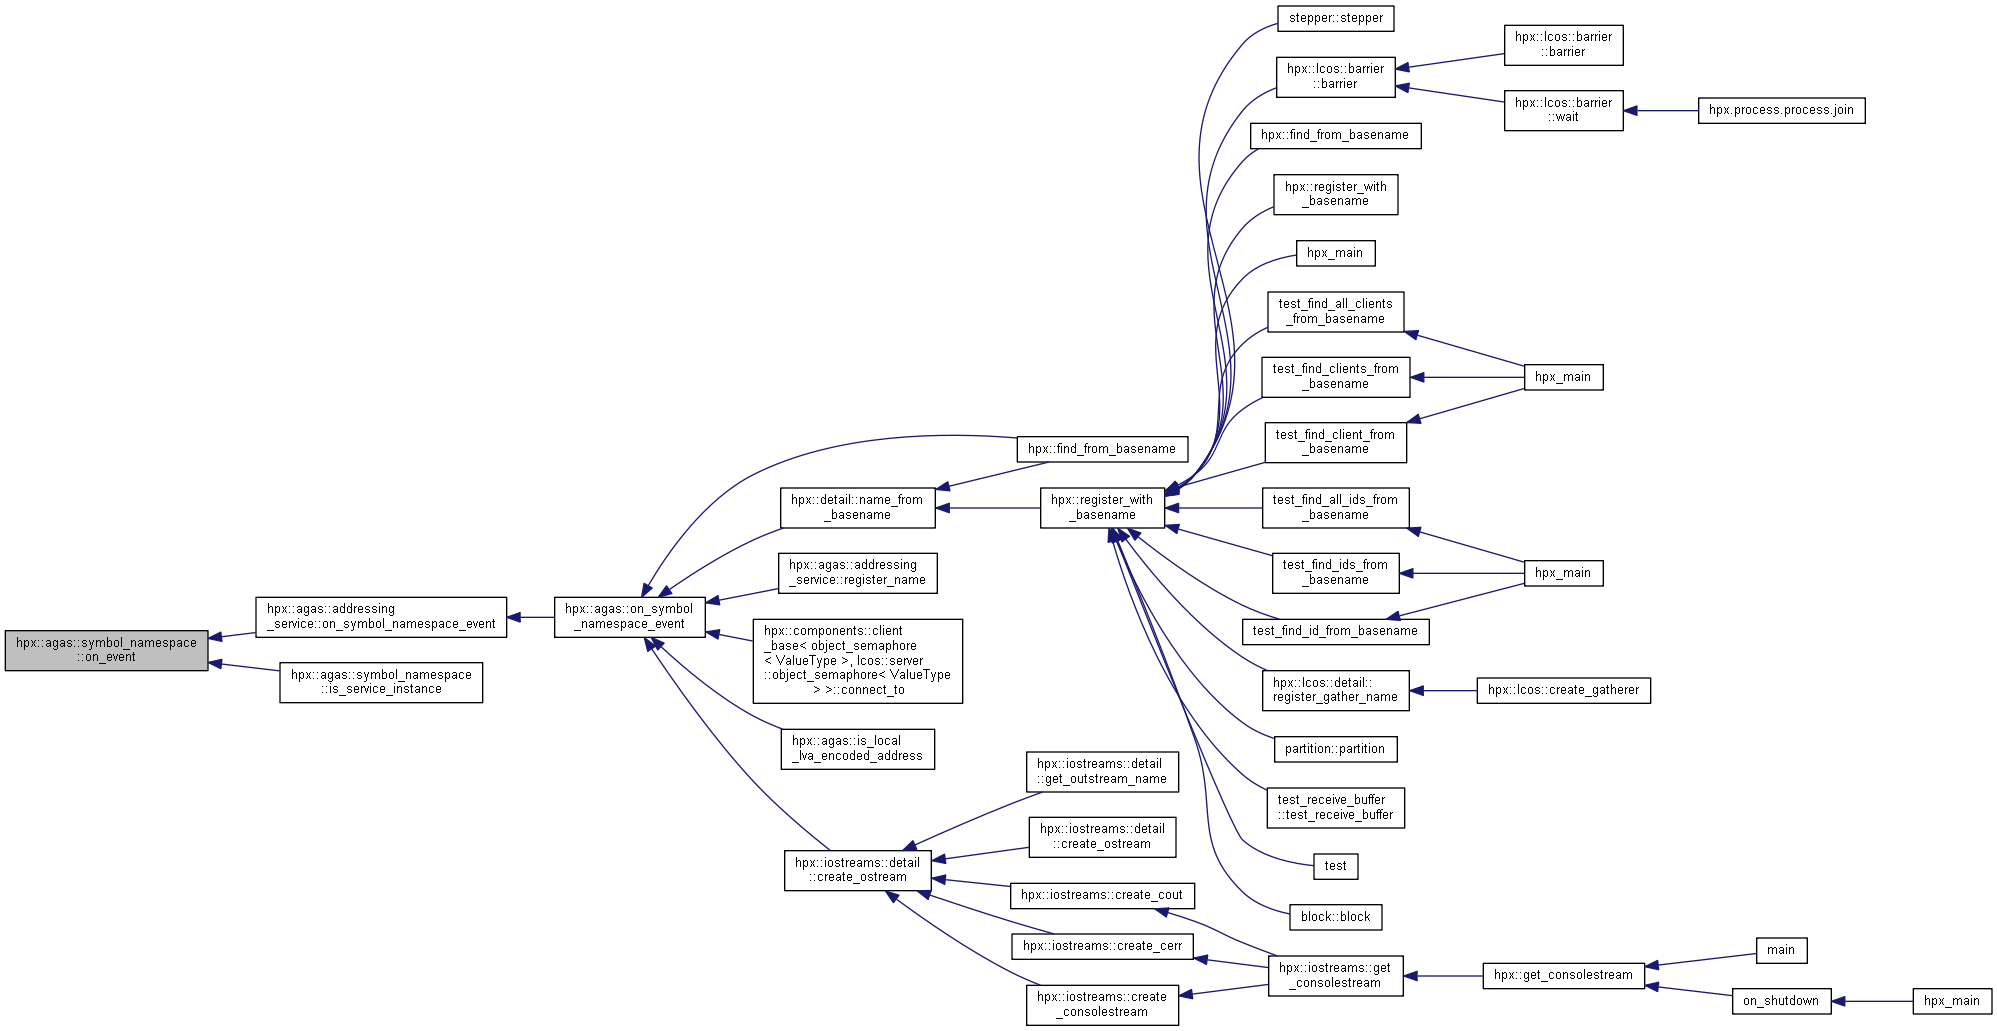 hpx::agas::symbol_namespace
::on_event
hpx::agas::addressing
_service::on_symbol_namespace_event
hpx::agas::symbol_namespace
::is_service_instance
hpx::agas::on_symbol
_namespace_event
hpx::find_from_basename
hpx::detail::name_from
_basename
hpx::agas::addressing
_service::register_name
hpx::components::client
_base< object_semaphore
< ValueType >, lcos::server
::object_semaphore< ValueType
> >::connect_to
hpx::agas::is_local
_lva_encoded_address
hpx::iostreams::detail
::create_ostream
hpx::register_with
_basename
hpx::iostreams::detail
::get_outstream_name
hpx::iostreams::detail
::create_ostream
hpx::iostreams::create_cout
hpx::iostreams::create_cerr
hpx::iostreams::create
_consolestream
stepper::stepper
hpx::lcos::barrier
::barrier
hpx::find_from_basename
hpx::register_with
_basename
hpx_main
test_find_all_clients
_from_basename
test_find_clients_from
_basename
test_find_client_from
_basename
test_find_all_ids_from
_basename
test_find_ids_from
_basename
test_find_id_from_basename
hpx::lcos::detail::
register_gather_name
partition::partition
test_receive_buffer
::test_receive_buffer
test
block::block
hpx::iostreams::get
_consolestream
hpx::lcos::barrier
::barrier
hpx::lcos::barrier
::wait
hpx_main
hpx_main
hpx::lcos::create_gatherer
hpx::get_consolestream
hpx.process.process.join
main
on_shutdown
hpx_main